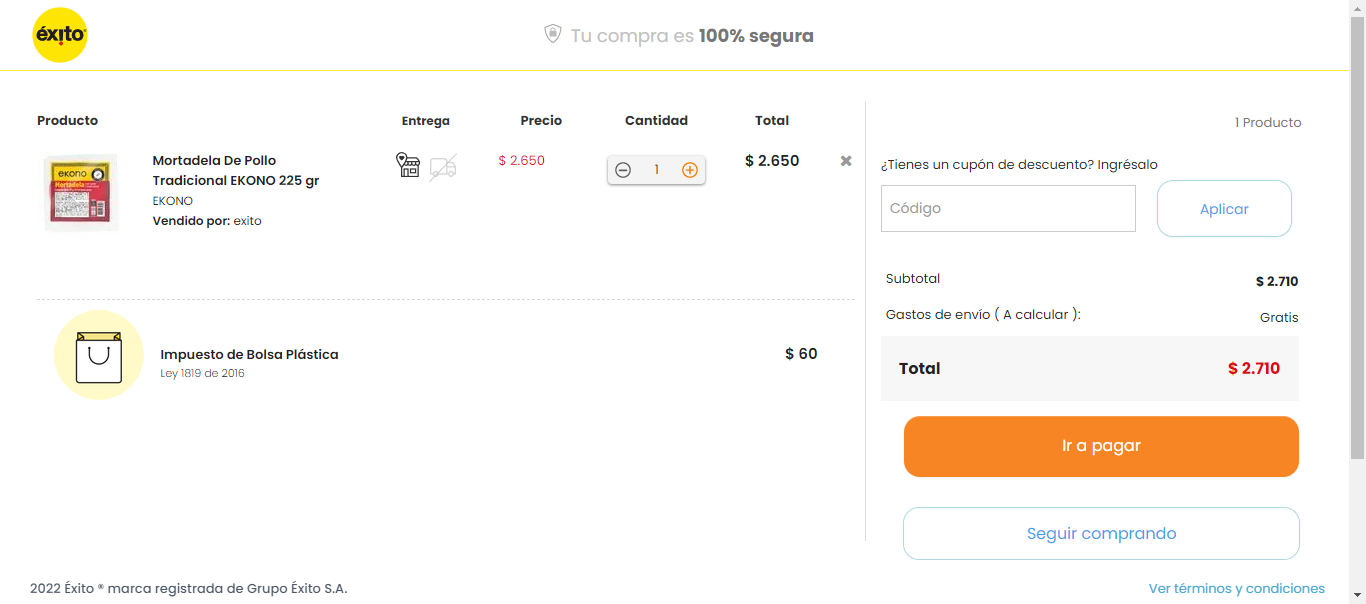 éxito
Tu compra es 100% segura
Producto
Entrega
Precio
Cantidad
Total
ekono
Mortadela
Mortadela De Pollo
Tradicional EKONO 225 gr
EKONO
Vendido por: exito
$ 2.650
1
$ 2.650
Impuesto de Bolsa Plástica
Ley 1819 de 2016
$ 60
1 Producto
¿Tienes un cupón de descuento? Ingrésalo
Código
Aplicar
Subtotal
$ 2.710
Gastos de envío ( A calcular ):
Gratis
Total
$ 2.710
Ir a pagar
Seguir comprando
2022 Éxito ® marca registrada de Grupo Éxito S.A.
Ver términos y condiciones